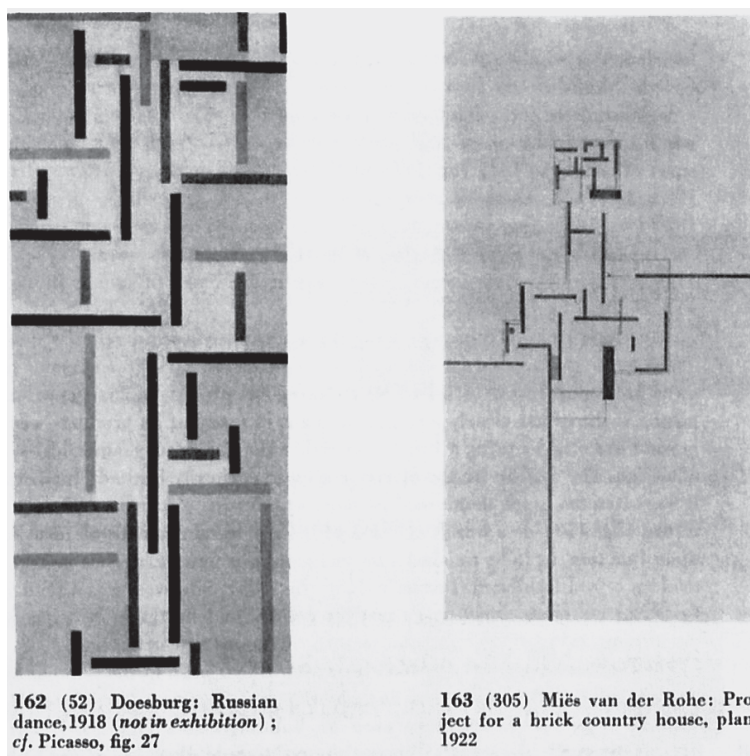 162 (52) Doesburg: Russian
dance, 1918 (not in exhibition) ;
cf. Picasso, fig. 27
163 (305) Miës van der Rohe: Pro
ject for a brick country house, plan
1922